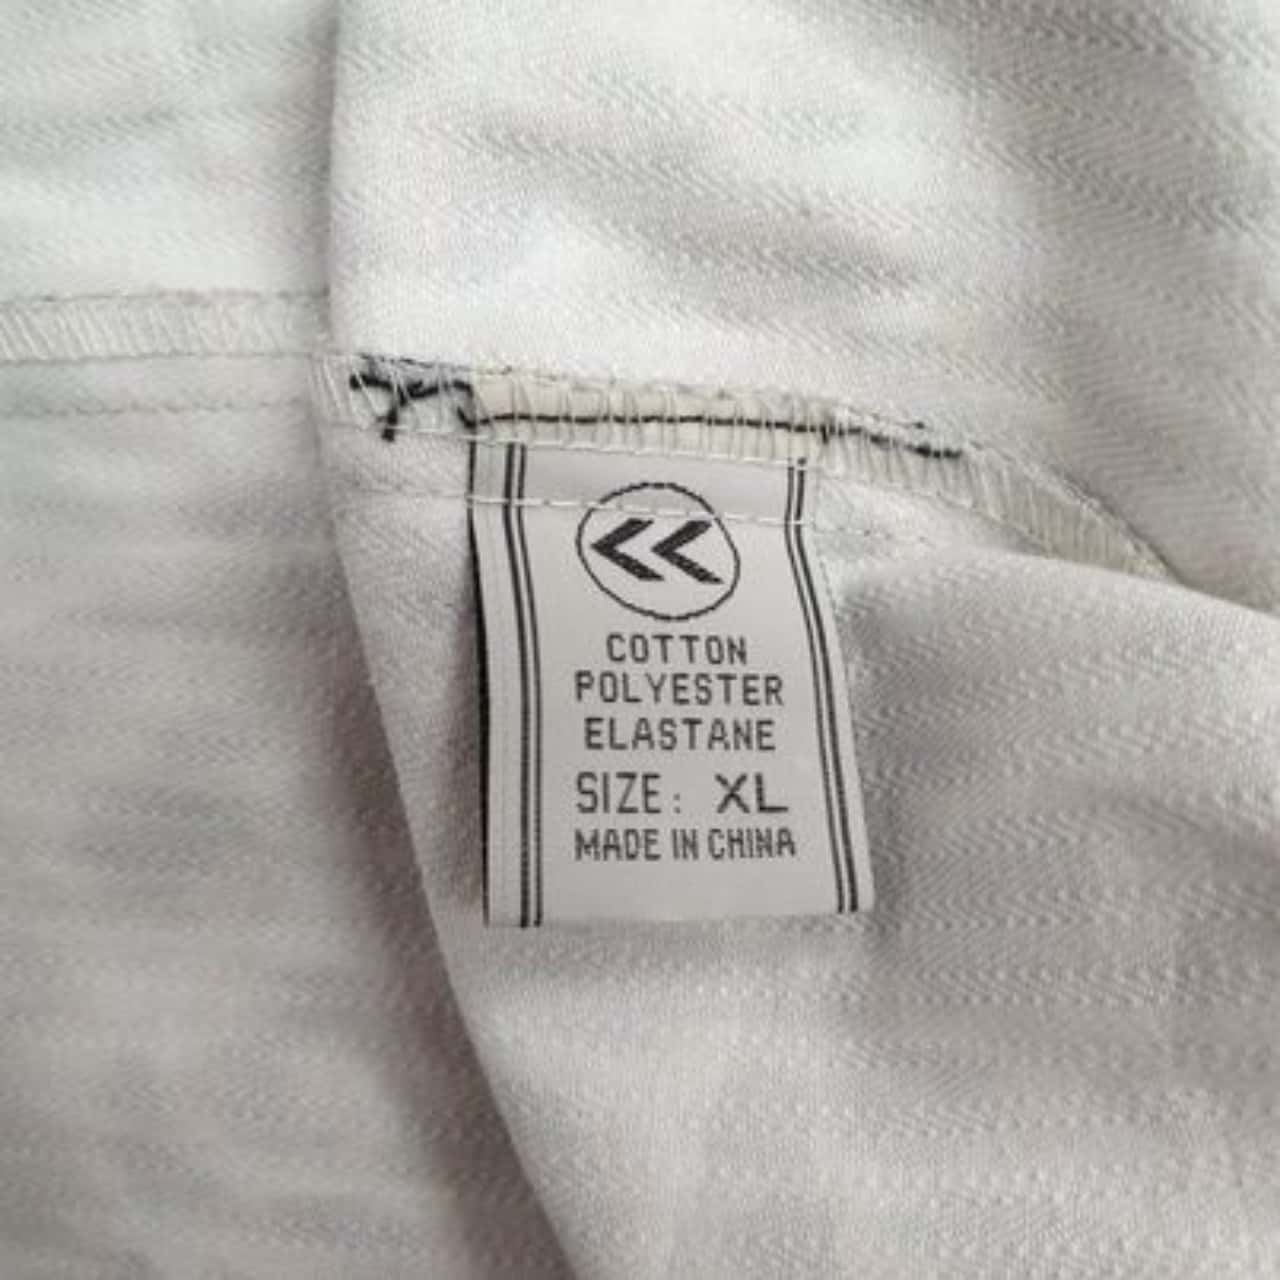 COTTON
POLYESTER
ELASTANE
SIZE: XL
MADE IN CHINA